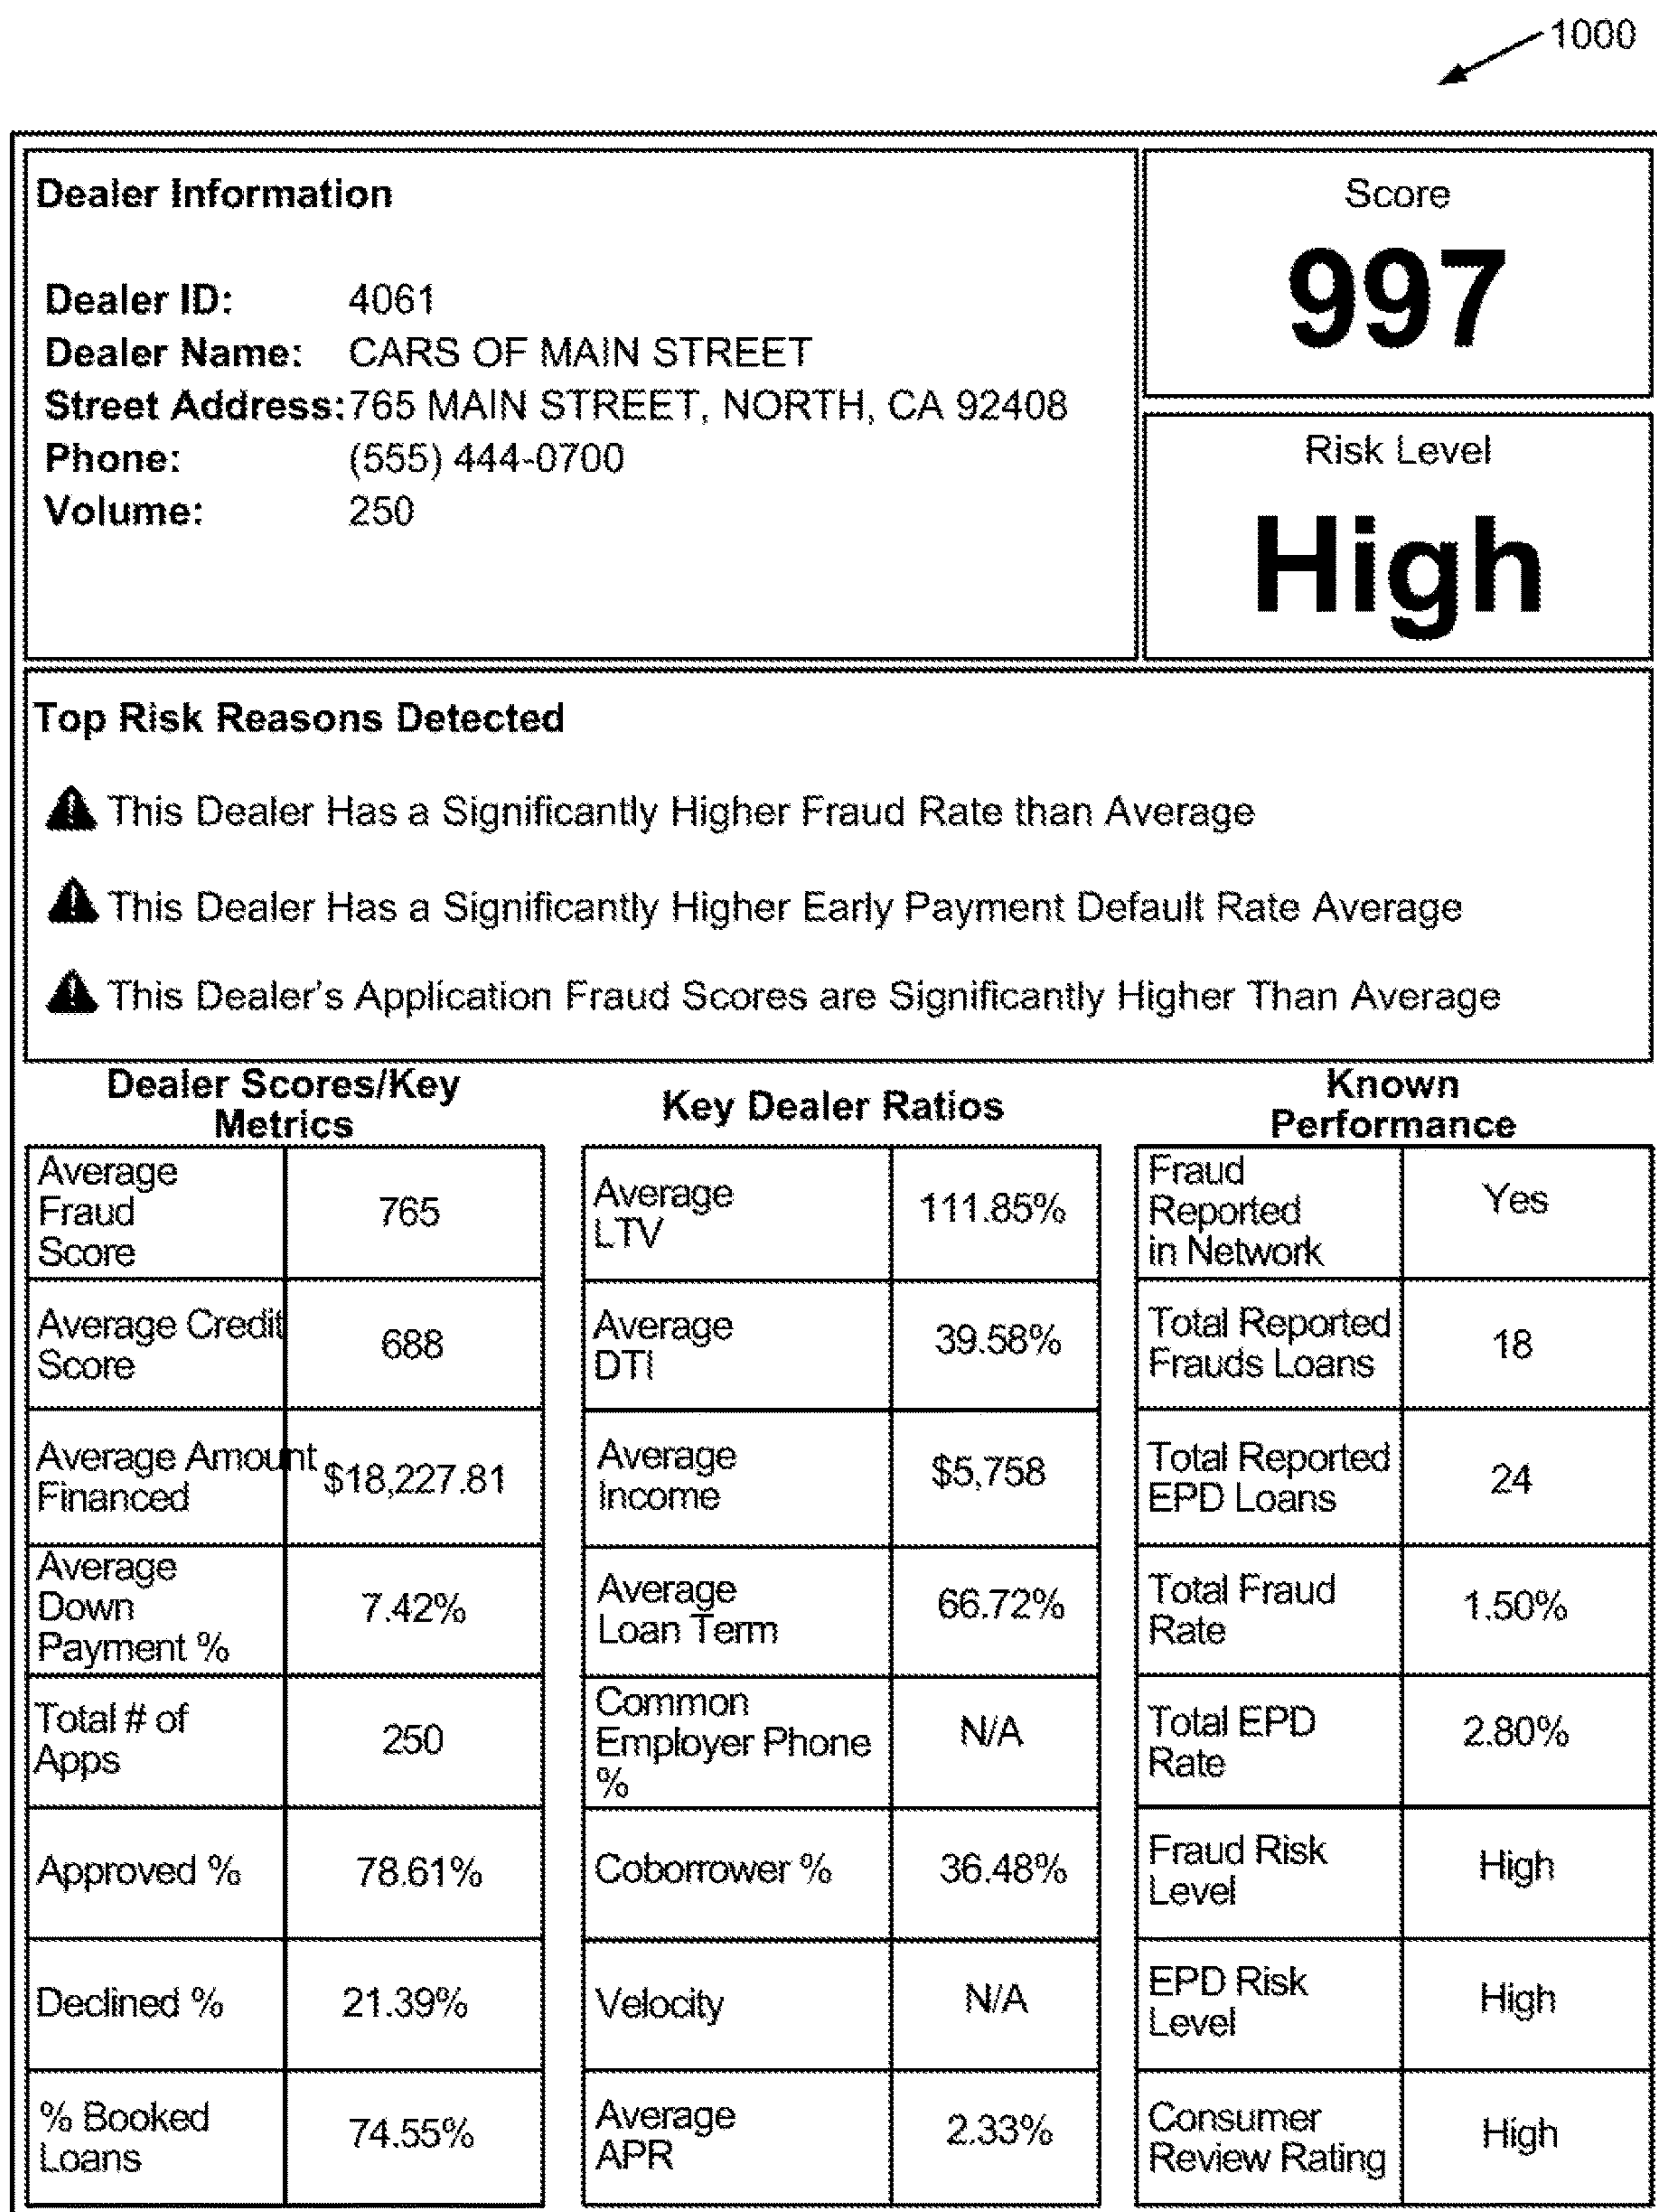 1000
Dealer Information
Dealer ID: 4061
Dealer Name: CARS OF MAIN STREET
Street Address: 765 MAIN STREET, NORTH, CA 92408
Phone: (555) 444-0700
Volume: 250
Score
997
Risk Level
High
Top Risk Reasons Detected
This Dealer Has a Significantly Higher Fraud Rate than Average
This Dealer Has a Significantly Higher Early Payment Default Rate Average
This Dealer's Application Fraud Scores are Significantly Higher Than Average
Dealer Scores/Key
Metrics
Average
Fraud
Score
765
Average Credit
Score
688
Average Amount
Financed
$18,227.81
Average
Down
Payment %
7.42%
Total # of
Apps
250
Approved %
78.61%
Declined %
21.39%
% Booked
Loans
74.55%
Key Dealer Ratios
Average
LTV
111.85%
Average
DTI
39.58%
Average
Income
$5,758
Average
Loan Term
66.72%
Common
Employer Phone
%
N/A
Coborrower %
36.48%
Velocity
N/A
Average
APR
2.33%
Known
Performance
Fraud
Reported
in Network
Yes
Total Reported
Frauds Loans
18
Total Reported
EPD Loans
24
Total Fraud
Rate
1.50%
Total EPD
Rate
2.80%
Fraud Risk
Level
High
EPD Risk
Level
High
Consumer
Review Rating
High